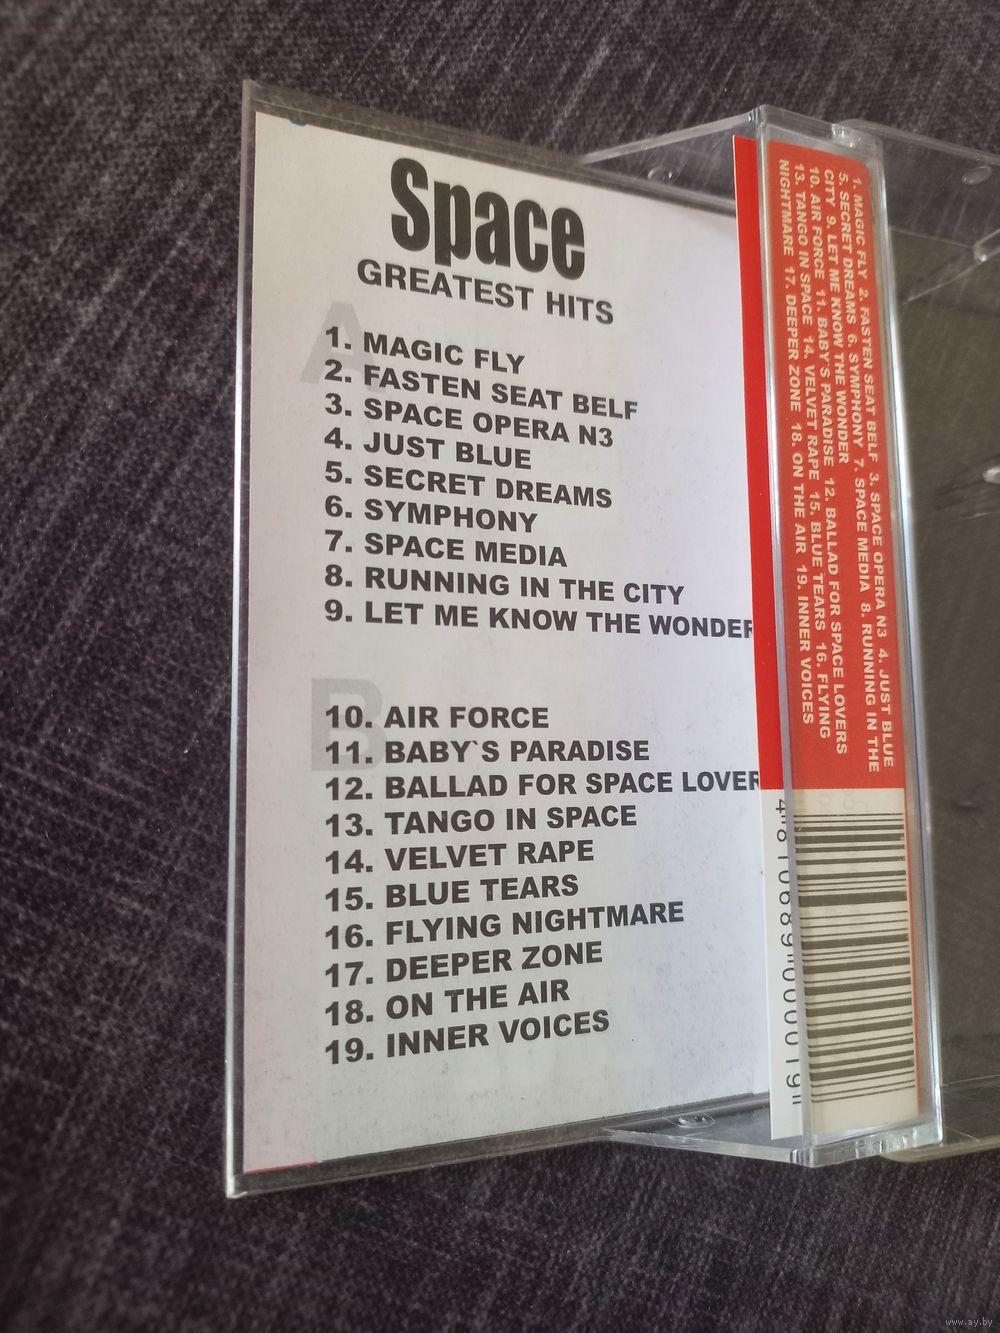 Space
GREATEST HITS
A
1. MAGIC FLY
2. FASTEN SEAT BELF
3. SPACE OPERA N3
4. JUST BLUE
5. SECRET DREAMS
6. SYMPHONY
7. SPACE MEDIA
8. RUNNING IN THE CITY
9. LET ME KNOW THE WONDER
B
10. AIR FORCE
11. BABY`S PARADISE
12. BALLAD FOR SPACE LOVER
13. TANGO IN SPACE
14. VELVET RAPE
15. BLUE TEARS
16. FLYING NIGHTMARE
17. DEEPER ZONE
18. ON THE AIR
19. INNER VOICES
1. MAGIC FLY 2. FASTEN SEAT BELF 3. SPACE OPERA N3 4. JUST BLUE
5. SECRET DREAMS 6. SYMPHONY 7. SPACE MEDIA 8. RUNNING IN THE
CITY 9. LET ME KNOW THE WONDER
10. AIR FORCE 11. BABY`S PARADISE 12. BALLAD FOR SPACE LOVERS
13. TANGO IN SPACE 14. VELVET RAPE 15. BLUE TEARS 16. FLYING
NIGHTMARE 17. DEEPER ZONE 18. ON THE AIR 19. INNER VOICES
4 810689 000019
www.ay.by